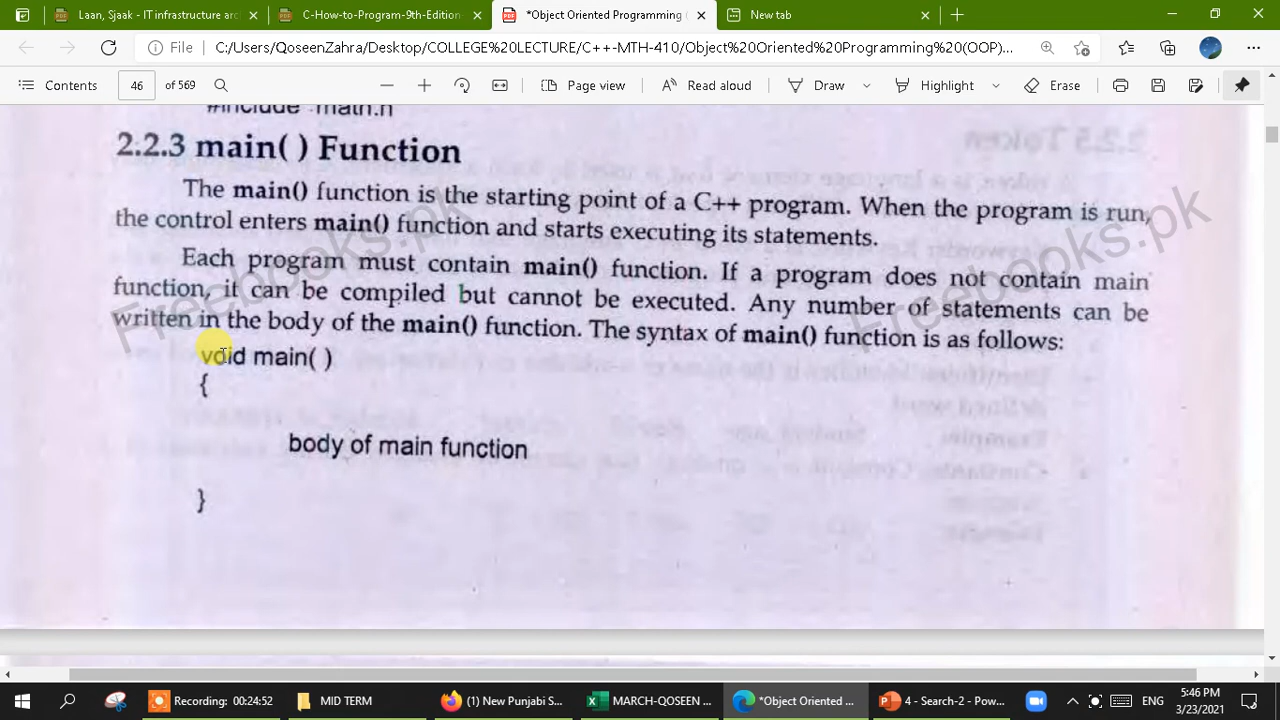 Laan, Sjaak - IT infrastructure arc
C-How-to-Program-9th-Edition
*Object Oriented Programming (
New tab
File
C:/Users/QoseenZahra/Desktop/COLLEGE%20LECTURE/C++-MTH-410/Object%20oriented%20Programming%20(OOP)...
Contents
46
of 569
Page view
Read aloud
Draw
Highlight
Erase
#include math.h
2.2.3 main( ) Function
The main() function is the starting point of a C++ program. When the program is run,
the control enters main() function and starts executing its statements.
Each program must contain main() function. If a program does not contain main
function, it can be compiled but cannot be executed. Any number of statements can be
written in the body of the main() function. The syntax of main() function is as follows:
void main( )
{
body of main function
}
Freebooks.pk
Freebooks.pk
Recording: 00:24:52
MID TERM
(1) New Punjabi S...
MARCH-QOSEEN ...
*Object Oriented ...
4 - Search-2 - Pow...
ENG
5:46 PM
3/23/2021